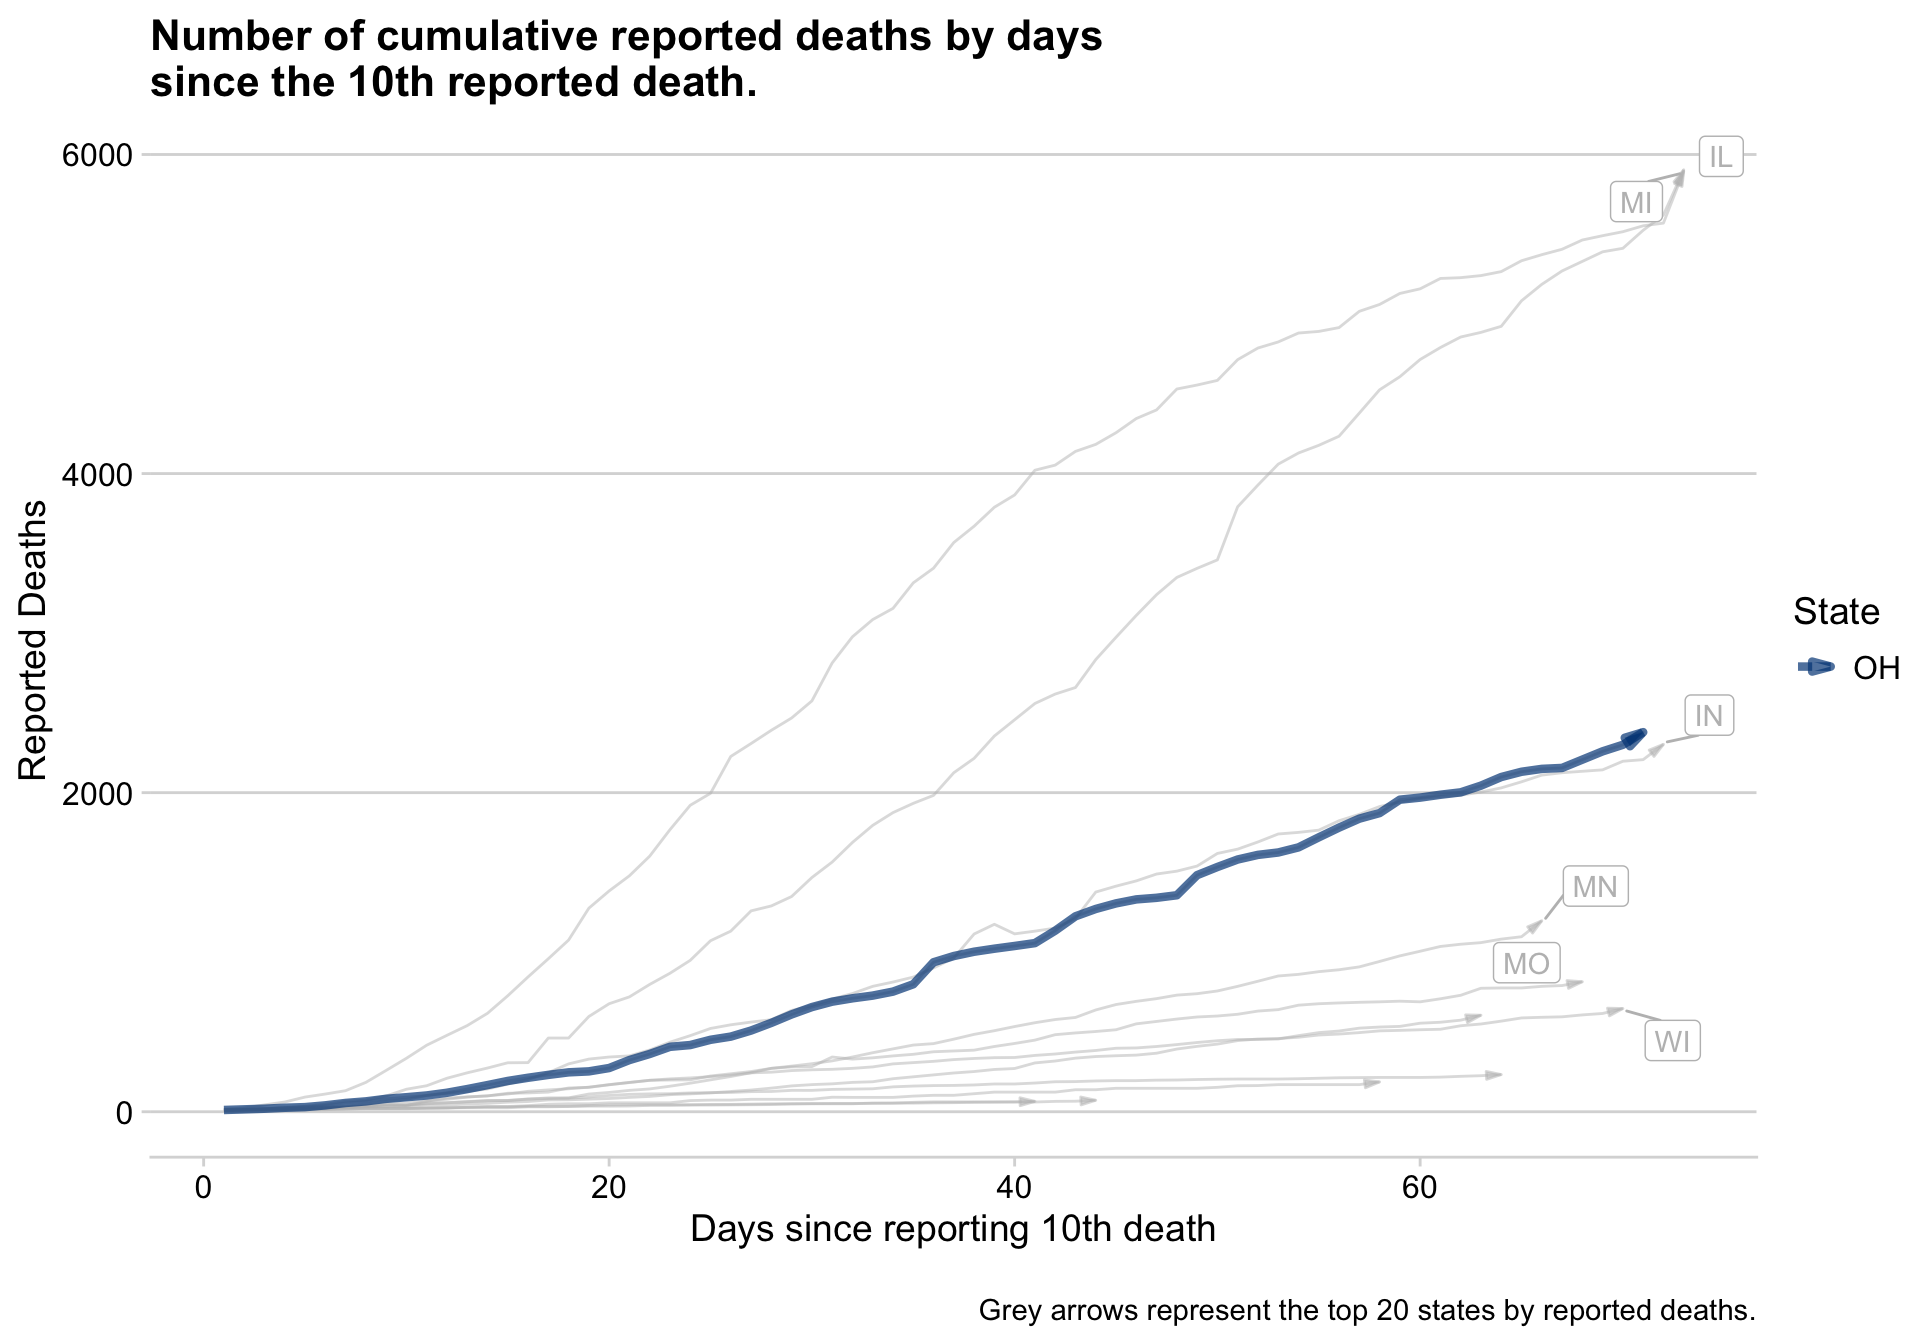 Number of cumulative reported deaths by days
since the 10th reported death.
6000
4000
2000
0
Reported Deaths
IL
MI
IN
MN
MO
WI
State
OH
0
20
40
60
Days since reporting 10th death
Grey arrows represent the top 20 states by reported deaths.